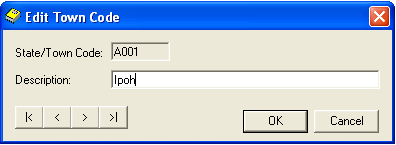 Edit Town Code
State/Town Code: A001
Description: Ipoh
|< < > >|
OK Cancel